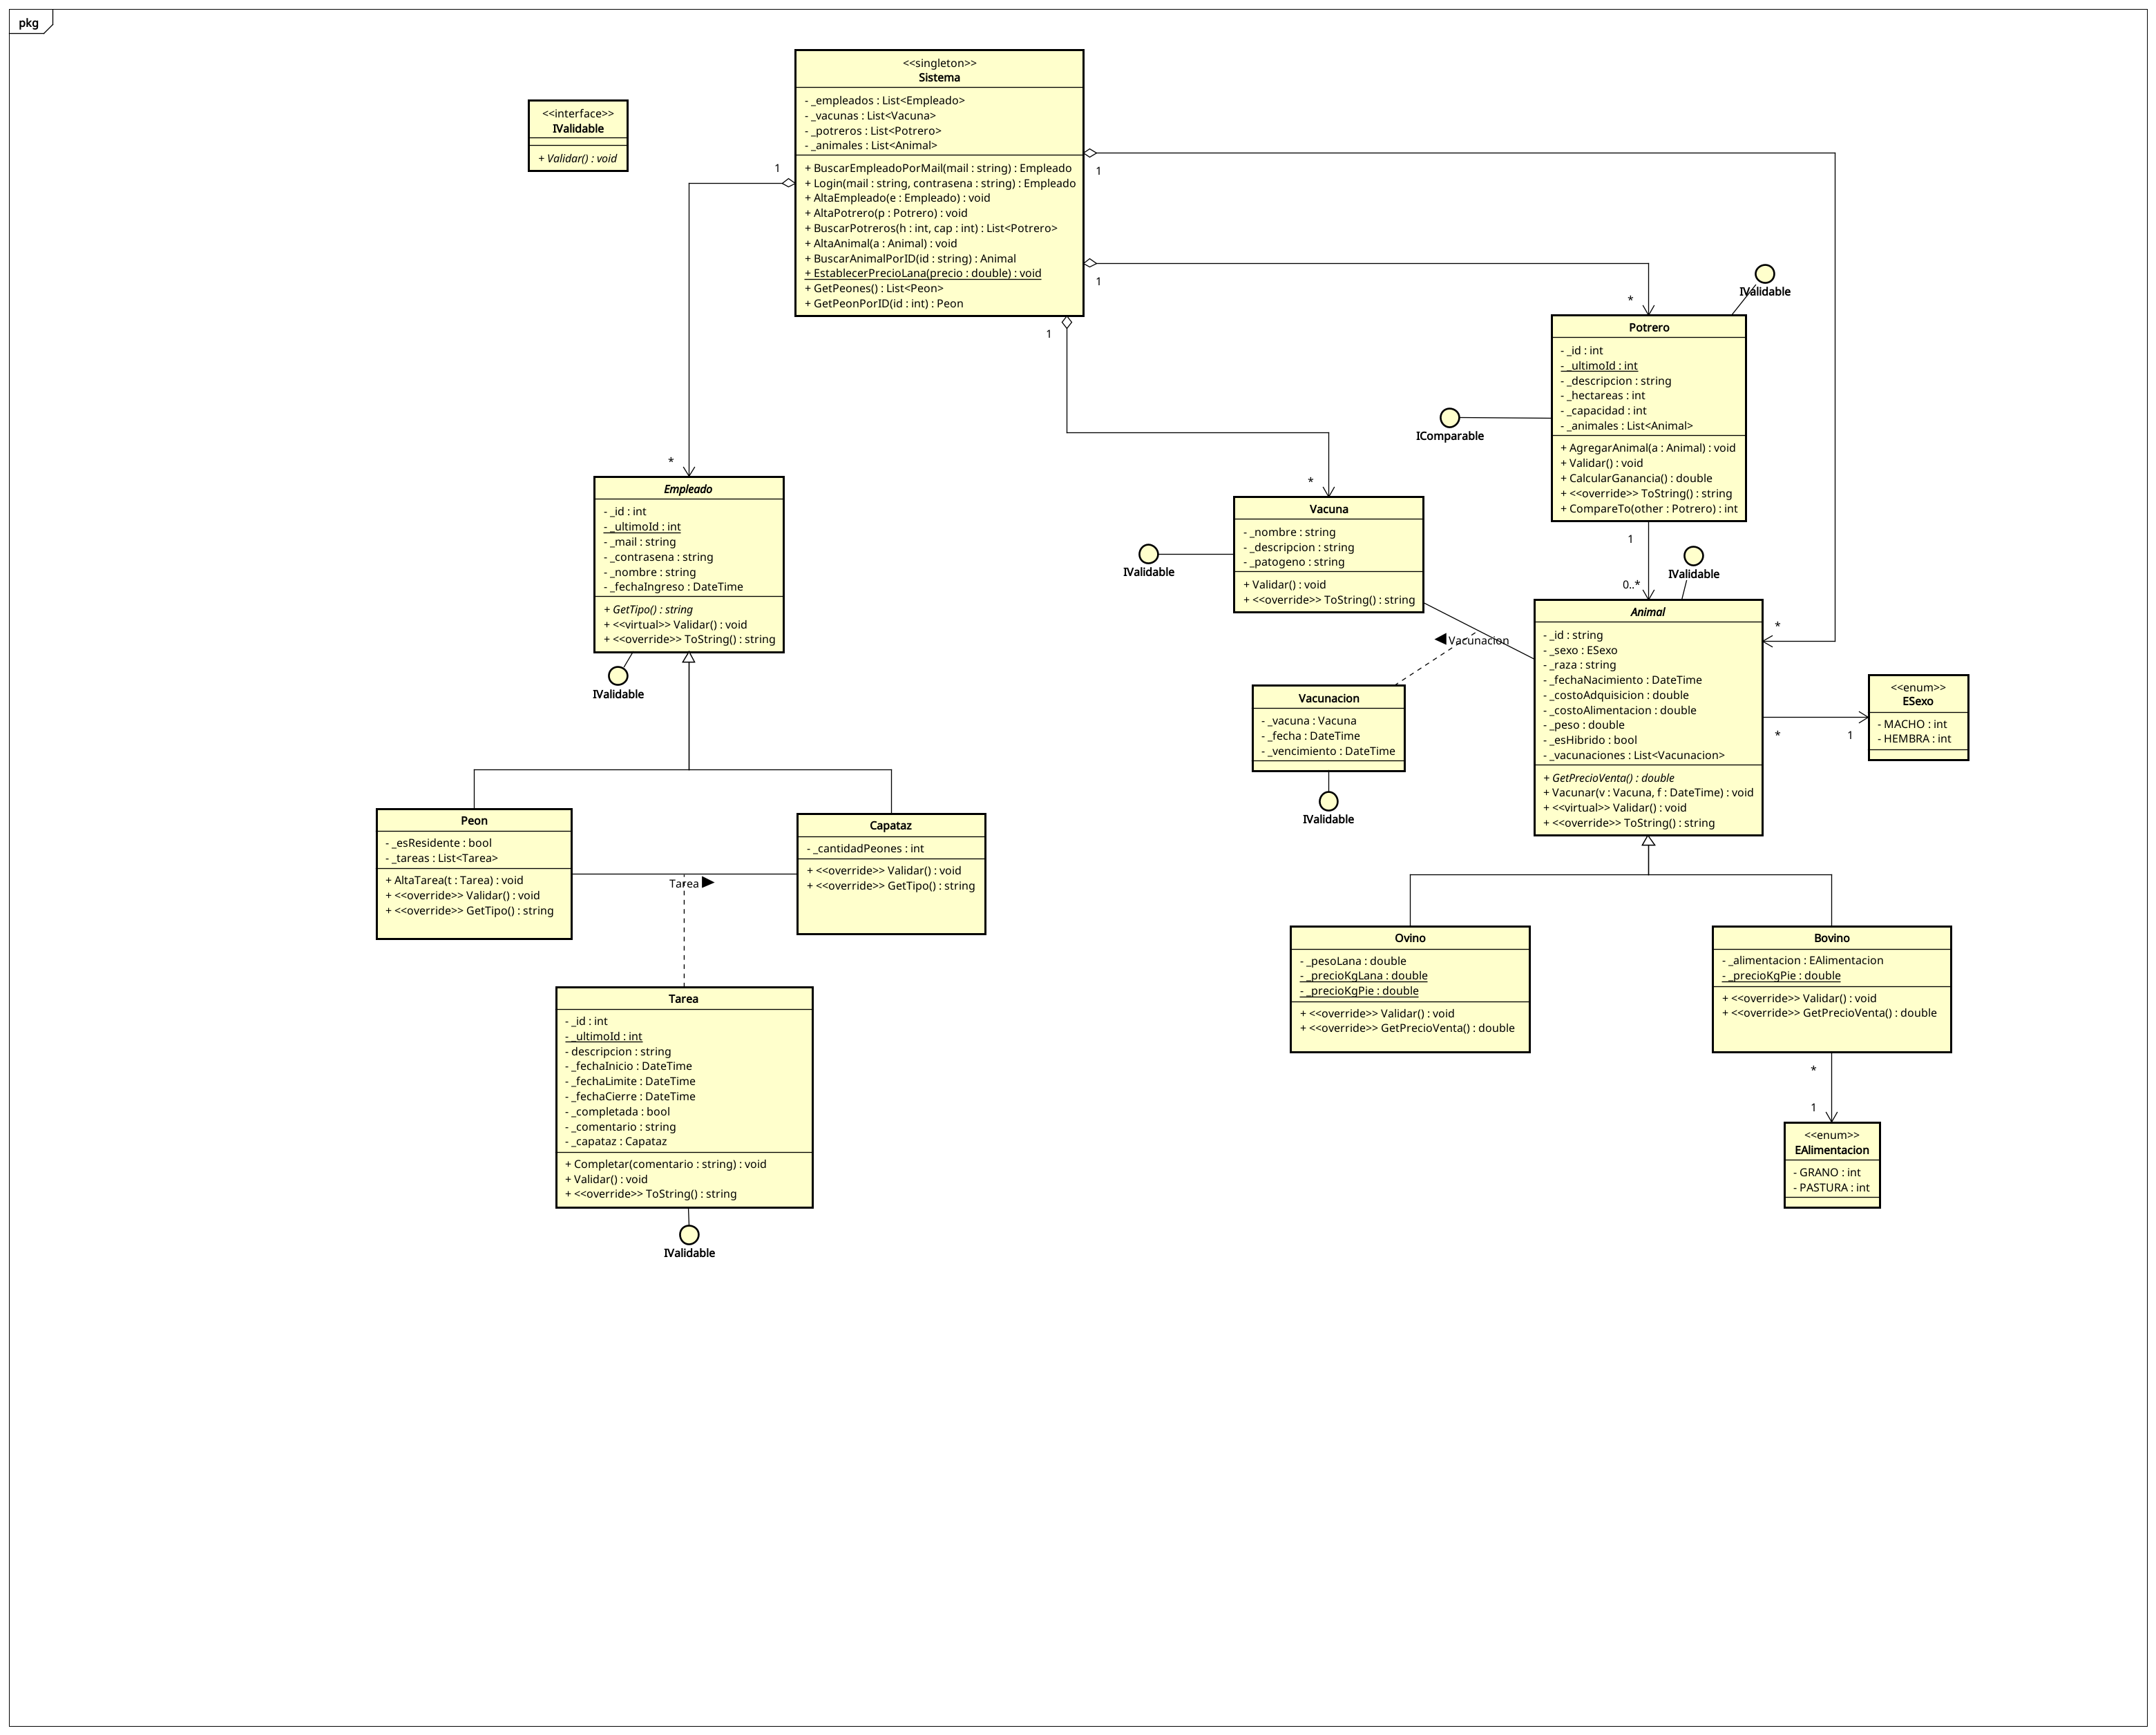 pkg
<<singleton>>
Sistema
- _empleados : List<Empleado>
- _vacunas : List<Vacuna>
- _potreros : List<Potrero>
- _animales : List<Animal>
+ BuscarEmpleadoPorMail(mail : string) : Empleado
+ Login(mail : string, contrasena : string) : Empleado
+ AltaEmpleado(e : Empleado) : void
+ AltaPotrero(p : Potrero) : void
+ BuscarPotreros(h : int, cap : int) : List<Potrero>
+ AltaAnimal(a : Animal) : void
+ BuscarAnimalPorID(id : string) : Animal
+ EstablecerPrecioLana(precio : double) : void
+ GetPeones() : List<Peon>
+ GetPeonPorID(id : int) : Peon
<<interface>>
IValidable
+ Validar() : void
1
1
1
1
*
*
*
*
IValidable
Potrero
- _id : int
- _ultimoId : int
- _descripcion : string
- _hectareas : int
- _capacidad : int
- _animales : List<Animal>
+ AgregarAnimal(a : Animal) : void
+ Validar() : void
+ CalcularGanancia() : double
+ <<override>> ToString() : string
+ CompareTo(other : Potrero) : int
IComparable
1
0..*
Empleado
- _id : int
- _ultimoId : int
- _mail : string
- _contrasena : string
- _nombre : string
- _fechaIngreso : DateTime
+ GetTipo() : string
+ <<virtual>> Validar() : void
+ <<override>> ToString() : string
IValidable
Vacuna
- _nombre : string
- _descripcion : string
- _patogeno : string
+ Validar() : void
+ <<override>> ToString() : string
IValidable
IValidable
Animal
- _id : string
- _sexo : ESexo
- _raza : string
- _fechaNacimiento : DateTime
- _costoAdquisicion : double
- _costoAlimentacion : double
- _peso : double
- _esHibrido : bool
- _vacunaciones : List<Vacunacion>
+ GetPrecioVenta() : double
+ Vacunar(v : Vacuna, f : DateTime) : void
+ <<virtual>> Validar() : void
+ <<override>> ToString() : string
Vacunacion
Vacunacion
- _vacuna : Vacuna
- _fecha : DateTime
- _vencimiento : DateTime
IValidable
*
1
<<enum>>
ESexo
- MACHO : int
- HEMBRA : int
Peon
- _esResidente : bool
- _tareas : List<Tarea>
+ AltaTarea(t : Tarea) : void
+ <<override>> Validar() : void
+ <<override>> GetTipo() : string
Capataz
- _cantidadPeones : int
+ <<override>> Validar() : void
+ <<override>> GetTipo() : string
Tarea
Tarea
- _id : int
- _ultimoId : int
- descripcion : string
- _fechaInicio : DateTime
- _fechaLimite : DateTime
- _fechaCierre : DateTime
- _completada : bool
- _comentario : string
- _capataz : Capataz
+ Completar(comentario : string) : void
+ Validar() : void
+ <<override>> ToString() : string
IValidable
Ovino
- _pesoLana : double
- _precioKgLana : double
- _precioKgPie : double
+ <<override>> Validar() : void
+ <<override>> GetPrecioVenta() : double
Bovino
- _alimentacion : EAlimentacion
- _precioKgPie : double
+ <<override>> Validar() : void
+ <<override>> GetPrecioVenta() : double
*
1
<<enum>>
EAlimentacion
- GRANO : int
- PASTURA : int